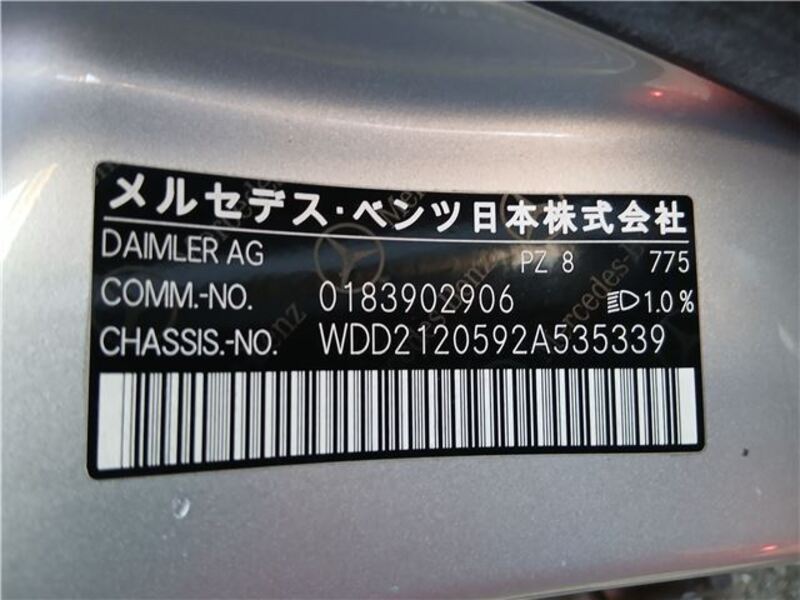 メルセデス・ベンツ日本株式会社
DAIMLER AG PZ 8 775
COMM.-NO. 0183902906 1.0 %
CHASSIS.-NO. WDD2120592A535339